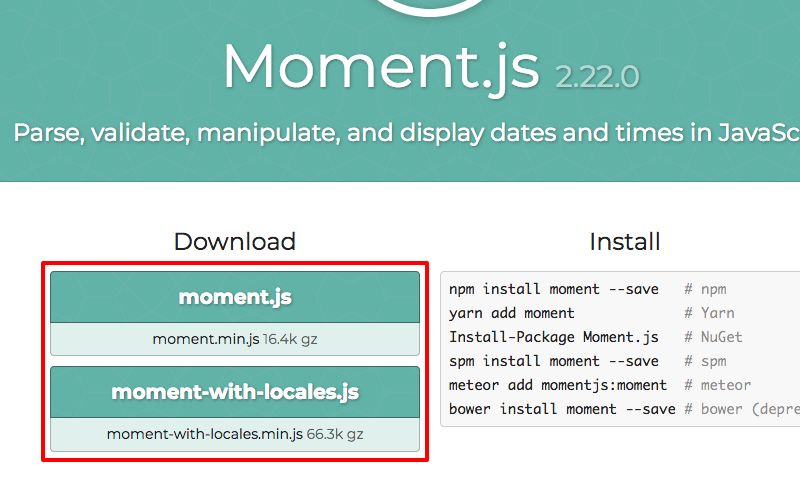 Moment.js 2.22.0
Parse, validate, manipulate, and display dates and times in JavaSc
Download
moment.js
moment.min.js 16.4k gz
moment-with-locales.js
moment-with-locales.min.js 66.3k gz
Install
npm install moment --save # npm
yarn add moment # Yarn
Install-Package Moment.js # NuGet
spm install moment --save # spm
meteor add momentjs:moment # meteor
bower install moment --save # bower (depre